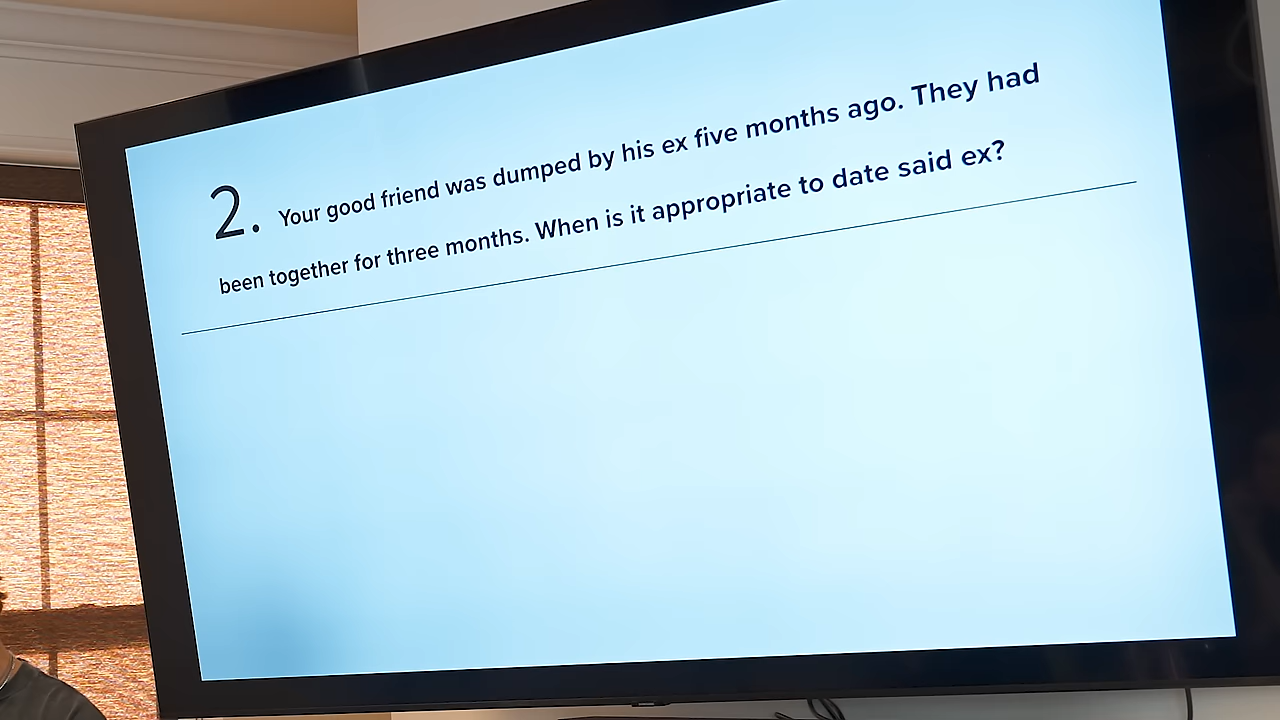 2. Your good friend was dumped by his ex five months ago. They had
been together for three months. When is it appropriate to date said ex?